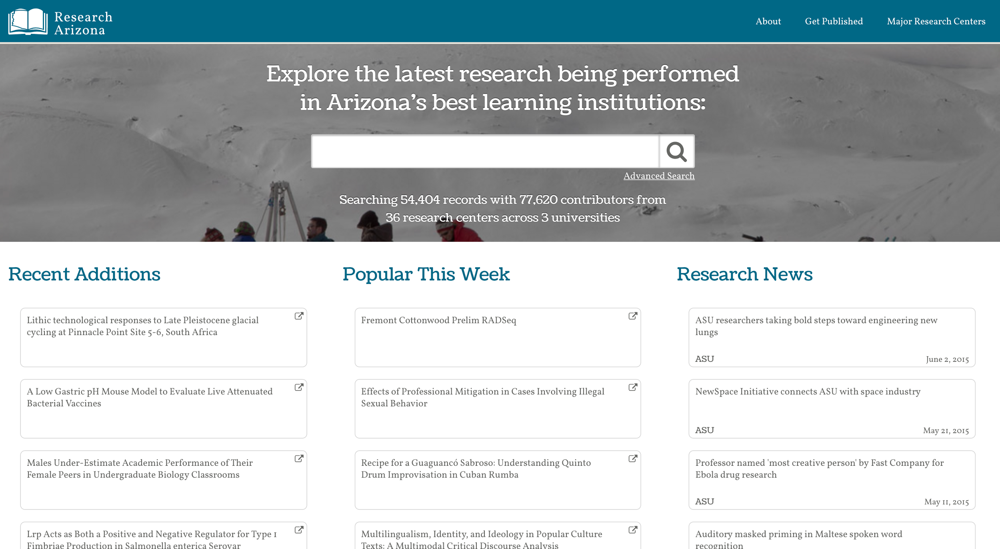 Research
Arizona
About
Get Published
Major Research Centers
Explore the latest research being performed
in Arizona's best learning institutions:
Advanced Search
Searching 54,404 records with 77,620 contributors from
36 research centers across 3 universities
Recent Additions
Lithic technological responses to Late Pleistocene glacial
cycling at Pinnacle Point Site 5-6, South Africa
A Low Gastric pH Mouse Model to Evaluate Live Attenuated
Bacterial Vaccines
Males Under-Estimate Academic Performance of Their
Female Peers in Undergraduate Biology Classrooms
Lrp Acts as Both a Positive and Negative Regulator for Type 1
Fimbriae Production in Salmonella enterica Serovar
Popular This Week
Fremont Cottonwood Prelim RADSeq
Effects of Professional Mitigation in Cases Involving Illegal
Sexual Behavior
Recipe for a Guaguancó Sabroso: Understanding Quinto
Drum Improvisation in Cuban Rumba
Multilingualism, Identity, and Ideology in Popular Culture
Texts: A Multimodal Critical Discourse Analysis
Research News
ASU researchers taking bold steps toward engineering new
lungs
ASU
June 2, 2015
NewSpace Initiative connects ASU with space industry
ASU
May 21, 2015
Professor named 'most creative person' by Fast Company for
Ebola drug research
ASU
May 11, 2015
Auditory masked priming in Maltese spoken word
recognition